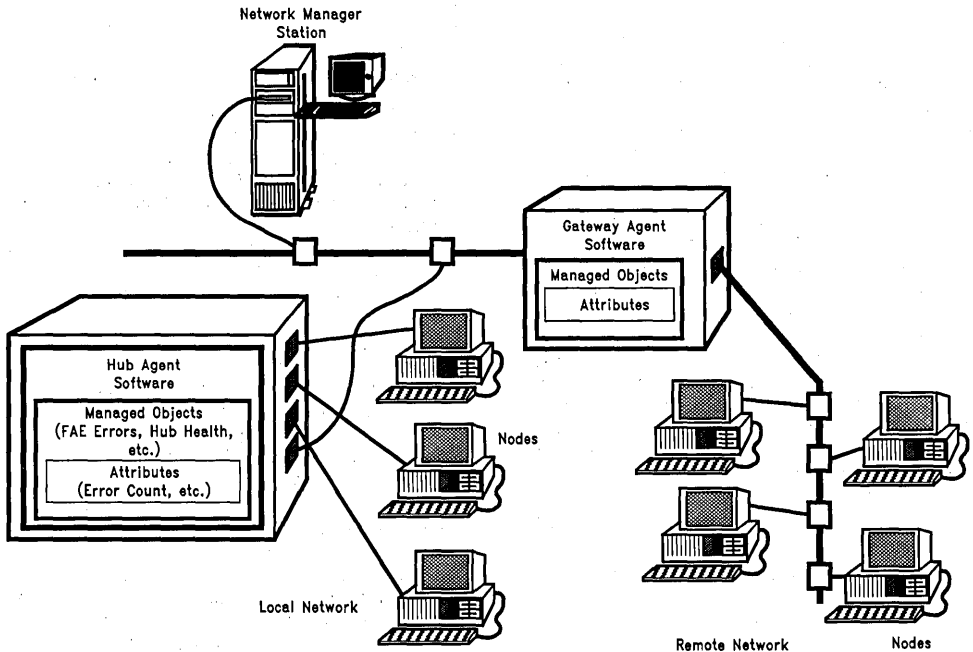 Network Manager
Station
Gateway Agent
Software
Managed Objects
Attributes
Hub Agent
Software
Managed Objects
(FAE Errors, Hub Health,
etc.)
Attributes
(Error Count, etc.)
Nodes
Local Network
Remote Network
Nodes